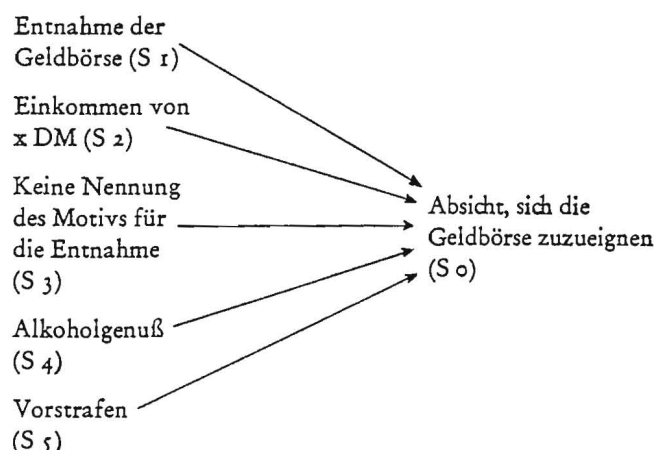 Entnahme der
Geldbörse (S 1)
Einkommen von
x DM (S 2)
Keine Nennung
des Motivs für
die Entnahme
(S 3)
Absicht, sich die
Geldbörse zuzueignen
(S 0)
Alkoholgenuß
(S 4)
Vorstrafen
(S 5)